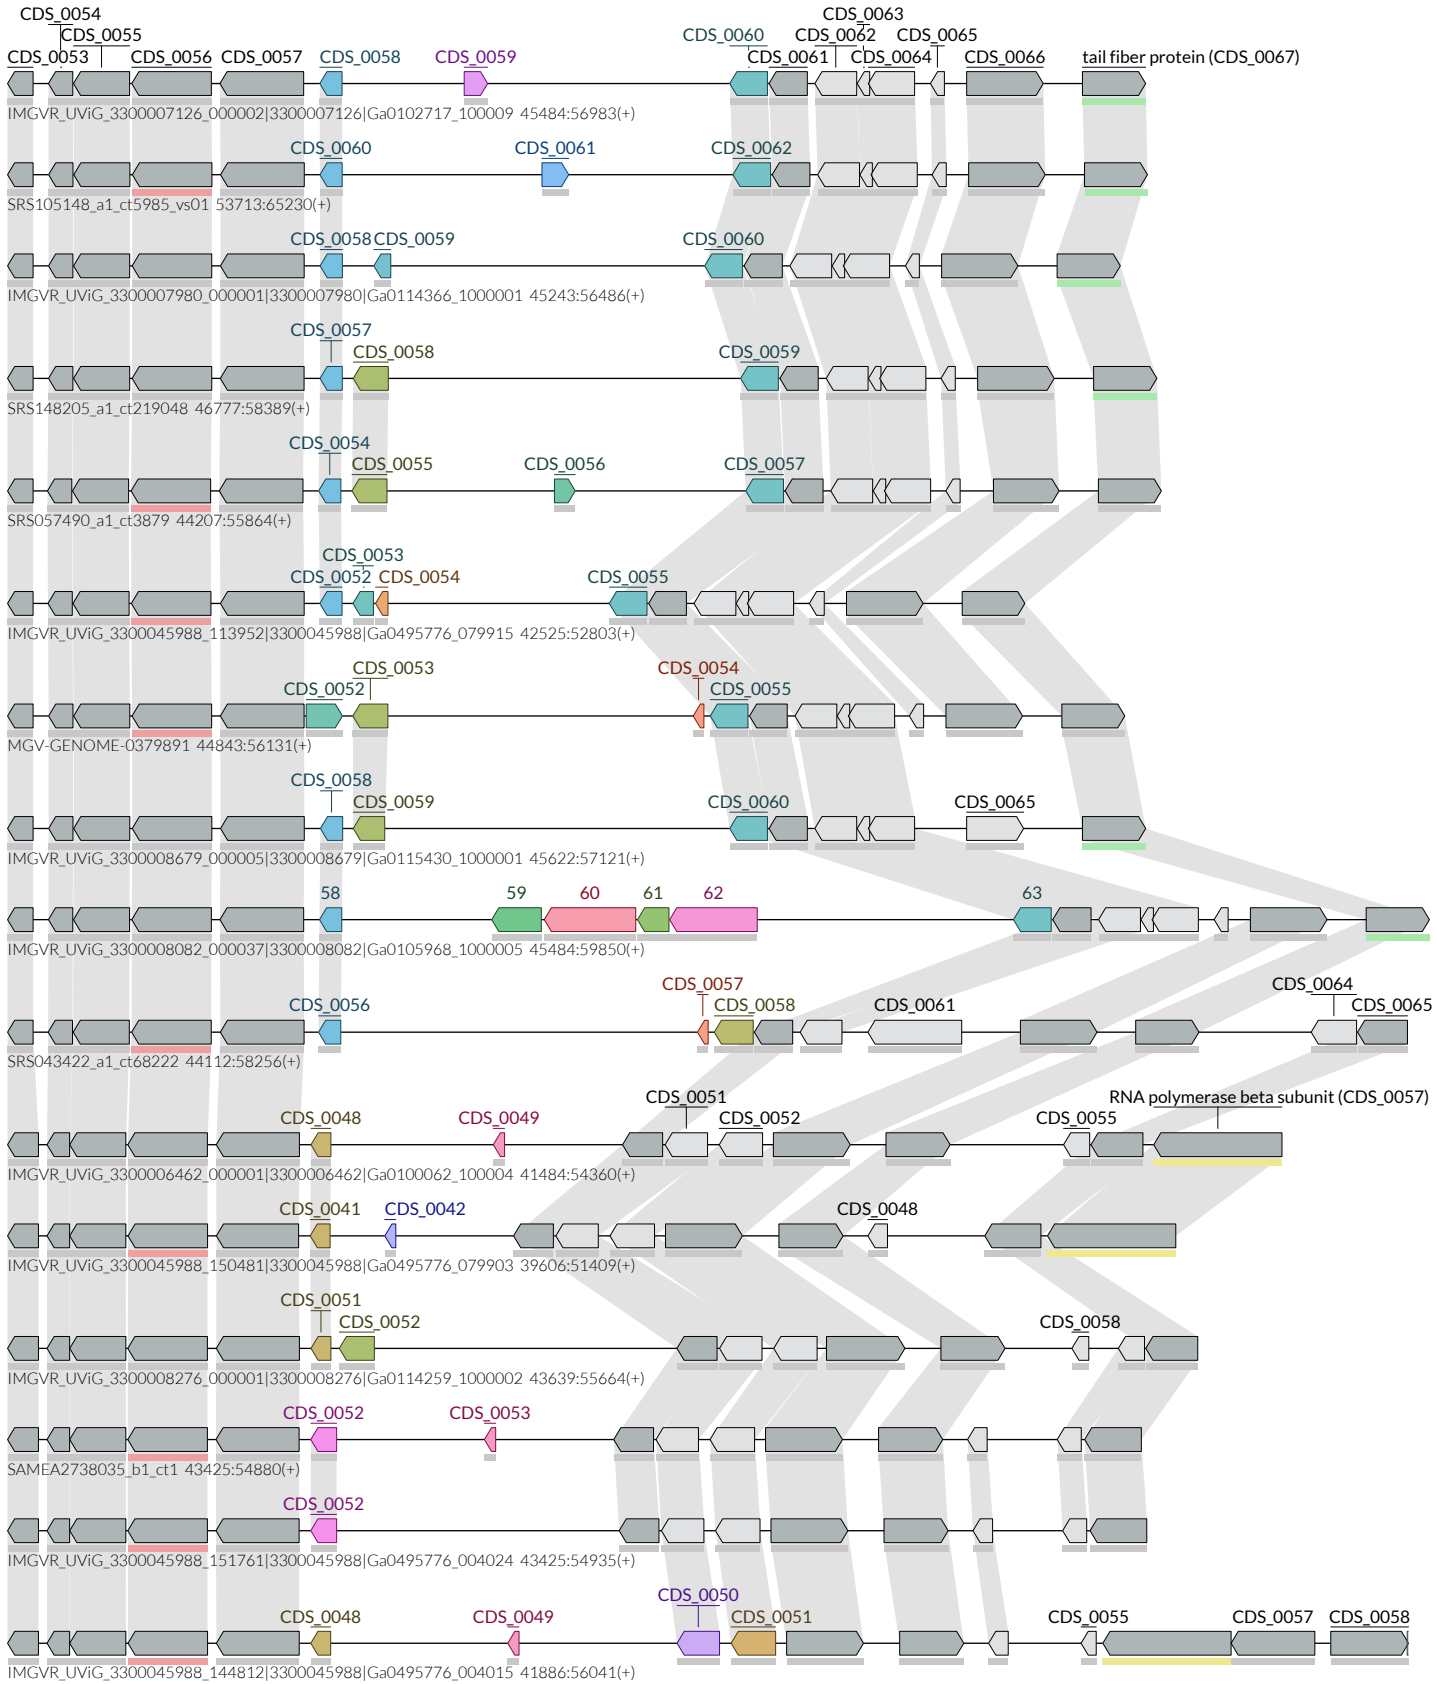 CDS_0054 CDS_0063
CDS_0055 CDS_0060 CDS_0062 CDS_0065
CDS_0053 CDS_0056 CDS_0057 CDS_0058 CDS_0059 CDS_0061 CDS_0064 CDS_0066 tail fiber protein (CDS_0067)
IMGVR_UViG_3300007126_000002|3300007126|Ga0102717_100009 45484:56983(+)
CDS_0060 CDS_0061 CDS_0062
SRS105148_a1_ct5985_vs01 53713:65230(+)
CDS_0058 CDS_0059 CDS_0060
IMGVR_UViG_3300007980_000001|3300007980|Ga0114366_1000001 45243:56486(+)
CDS_0057
CDS_0058 CDS_0059
SRS148205_a1_ct219048 46777:58389(+)
CDS_0054
CDS_0055 CDS_0056 CDS_0057
SRS057490_a1_ct3879 44207:55864(+)
CDS_0053
CDS_0052 CDS_0054 CDS_0055
IMGVR_UViG_3300045988_113952|3300045988|Ga0495776_079915 42525:52803(+)
CDS_0053 CDS_0054
CDS_0052 CDS_0055
MGV-GENOME-0379891 44843:56131(+)
CDS_0058
CDS_0059 CDS_0060 CDS_0065
IMGVR_UViG_3300008679_000005|3300008679|Ga0115430_1000001 45622:57121(+)
58 59 60 61 62 63
IMGVR_UViG_3300008082_000037|3300008082|Ga0105968_1000005 45484:59850(+)
CDS_0057 CDS_0064
CDS_0056 CDS_0058 CDS_0061 CDS_0065
SRS043422_a1_ct68222 44112:58256(+)
CDS_0051 RNA polymerase beta subunit (CDS_0057)
CDS_0048 CDS_0049 CDS_0052 CDS_0055
IMGVR_UViG_3300006462_000001|3300006462|Ga0100062_100004 41484:54360(+)
CDS_0041 CDS_0042 CDS_0048
IMGVR_UViG_3300045988_150481|3300045988|Ga0495776_079903 39606:51409(+)
CDS_0051
CDS_0052 CDS_0058
IMGVR_UViG_3300008276_000001|3300008276|Ga0114259_1000002 43639:55664(+)
CDS_0052 CDS_0053
SAMEA2738035_b1_ct1 43425:54880(+)
CDS_0052
IMGVR_UViG_3300045988_151761|3300045988|Ga0495776_004024 43425:54935(+)
CDS_0050
CDS_0048 CDS_0049 CDS_0051 CDS_0055 CDS_0057 CDS_0058
IMGVR_UViG_3300045988_144812|3300045988|Ga0495776_004015 41886:56041(+)